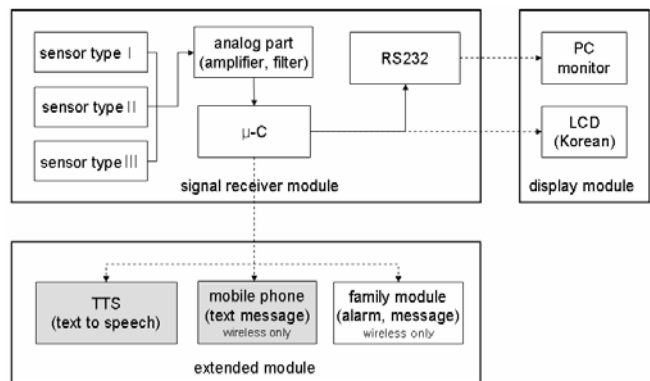 sensor type Ⅰ
sensor type Ⅱ
sensor type Ⅲ
analog part
(amplifier, filter)
μ-C
RS232
signal receiver module
PC
monitor
LCD
(Korean)
display module
TTS
(text to speech)
mobile phone
(text message)
wireless only
family module
(alarm, message)
wireless only
extended module